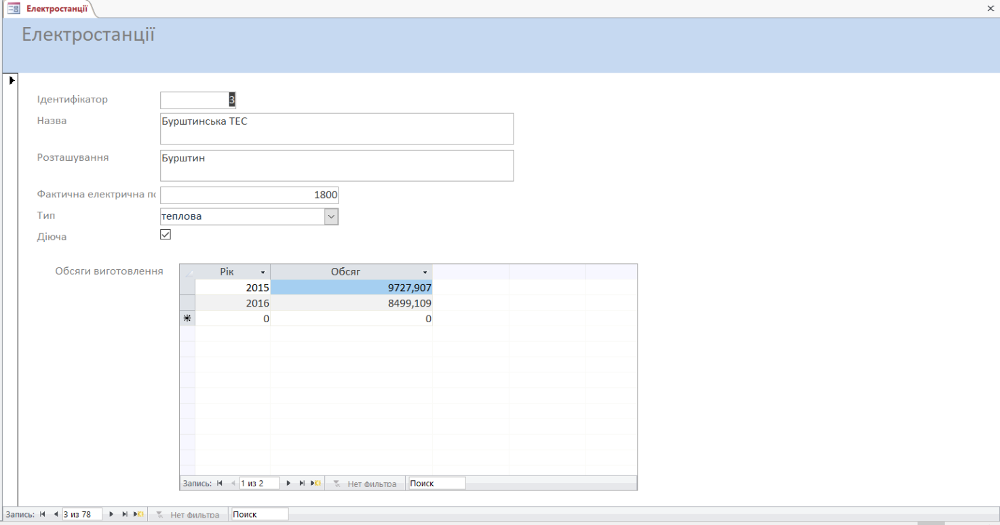 Електростанції
Електростанції
Ідентифікатор 3
Назва Бурштинська ТЕС
Розташування Бурштин
Фактична електрична по 1800
Тип теплова
Діюча
Обсяги виготовлення Рік Обсяг
2015 9727,907
2016 8499,109
0 0
Запись: 1 из 2 Нет фильтра Поиск
Запись: 3 из 78 Нет фильтра Поиск